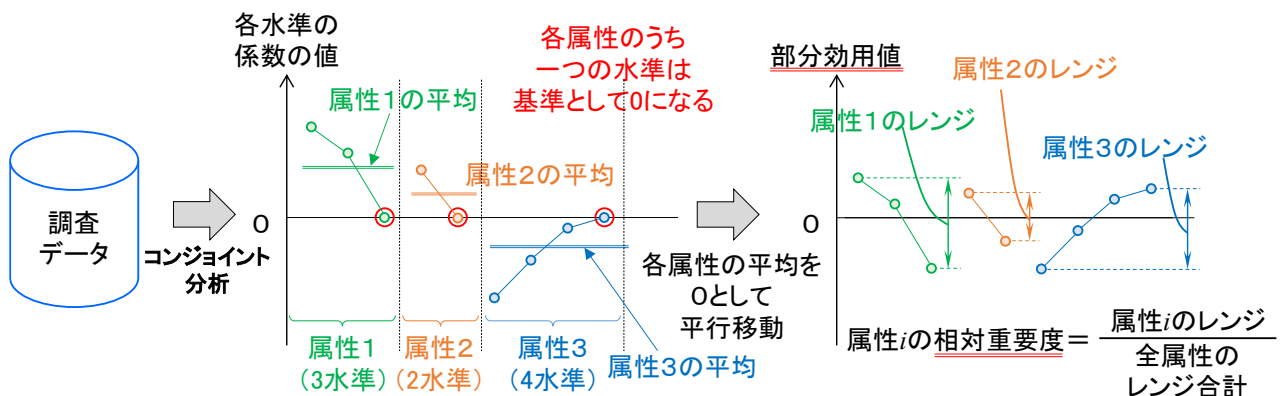 調査
データ
コンジョイント
分析
各水準の
係数の値
0
属性1の平均
属性2の平均
各属性のうち
一つの水準は
基準として0になる
属性1
（3水準）
属性2
（2水準）
属性3
（4水準）
属性3の平均
各属性の平均を
0として
平行移動
部分効用値
0
属性1のレンジ
属性2のレンジ
属性3のレンジ
属性iの相対重要度＝
属性iのレンジ
全属性の
レンジ合計